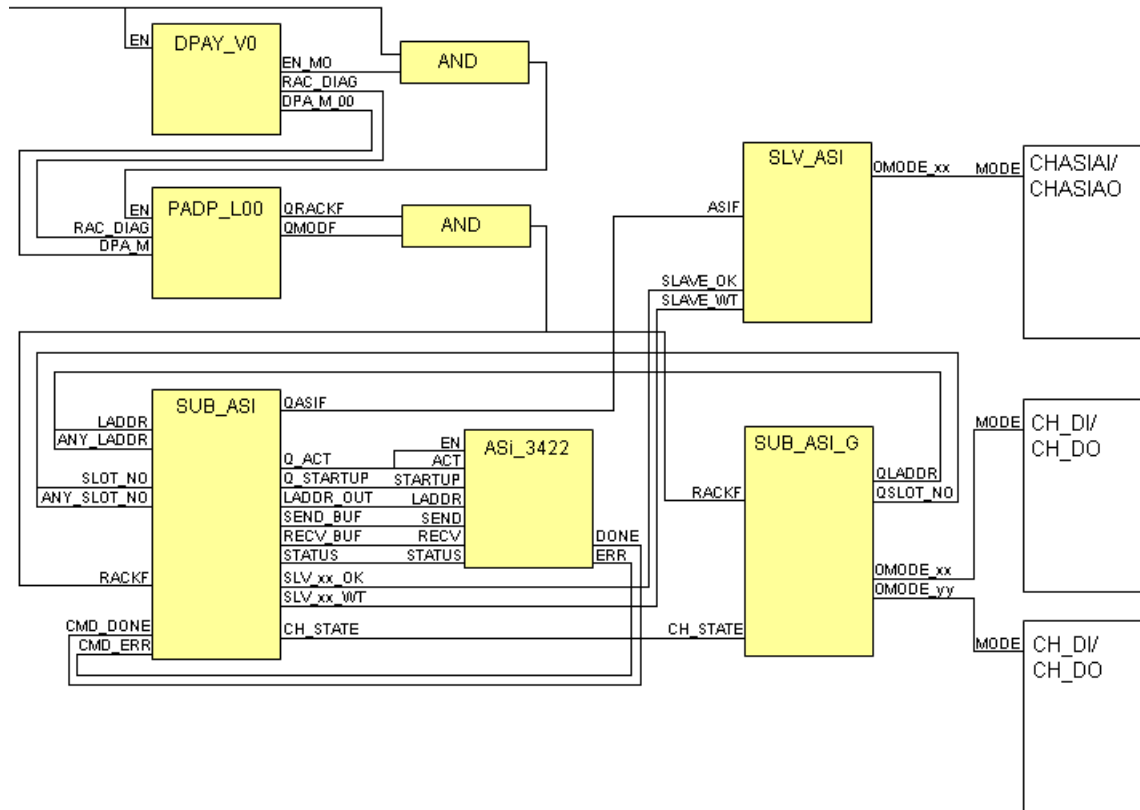 DPAY_V0
EN
EN_M0
RAC_DIAG
DPA_M_00
AND
PADP_L00
EN
RAC_DIAG
DPA_M
QRACKF
QMODF
AND
SLV_ASI
ASIF
SLAVE_OK
SLAVE_WT
OMODE_xx
MODE
CHASIAI/
CHASIAO
SUB_ASI
LADDR
ANY_LADDR
SLOT_NO
ANY_SLOT_NO
RACKF
CMD_DONE
CMD_ERR
QASIF
Q_ACT
Q_STARTUP
LADDR_OUT
SEND_BUF
RECV_BUF
STATUS
SLV_xx_OK
SLV_xx_WT
CH_STATE
ASi_3422
EN
ACT
STARTUP
LADDR
SEND
RECV
STATUS
DONE
ERR
SUB_ASI_G
RACKF
CH_STATE
QLADDR
QSLOT_NO
OMODE_xx
OMODE_yy
MODE
CH_DI/
CH_DO
MODE
CH_DI/
CH_DO